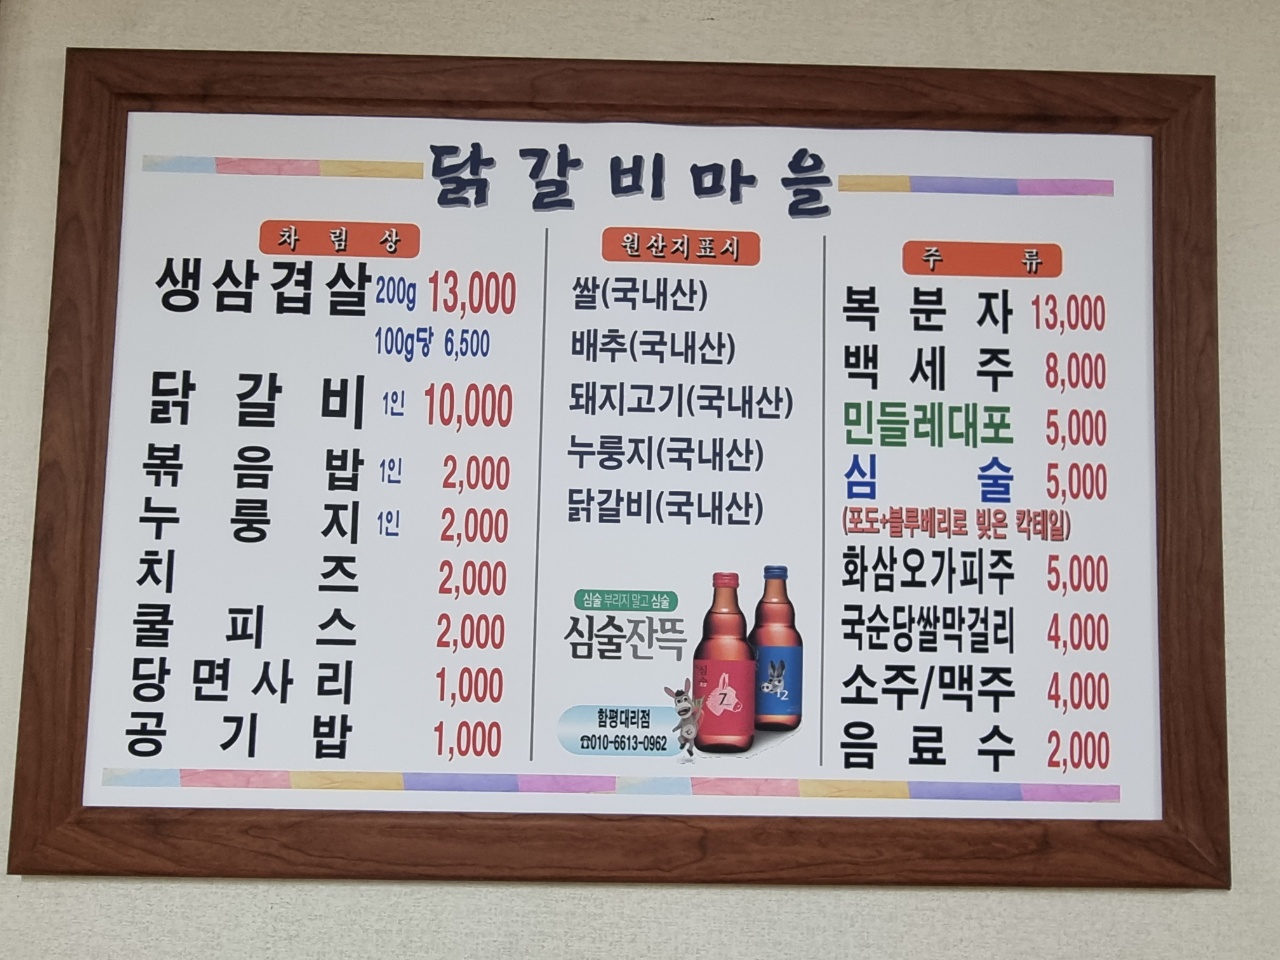 닭갈비마을
차림상
생삼겹살 200g 13,000
100g당 6,500
닭갈비 1인 10,000
볶음밥 1인 2,000
누룽지 1인 2,000
치즈 2,000
쿨피스 2,000
당면사리 1,000
공기밥 1,000
원산지표시
쌀(국내산)
배추(국내산)
돼지고기(국내산)
누룽지(국내산)
닭갈비(국내산)
심술 부리지 말고 심술
심술잔뜩
심술
7
12
함평대리점
☎010-6613-0962
주류
복분자 13,000
백세주 8,000
민들레대포 5,000
심술 5,000
(포도+블루베리로 빚은 칵테일)
화삼오가피주 5,000
국순당쌀막걸리 4,000
소주/맥주 4,000
음료수 2,000